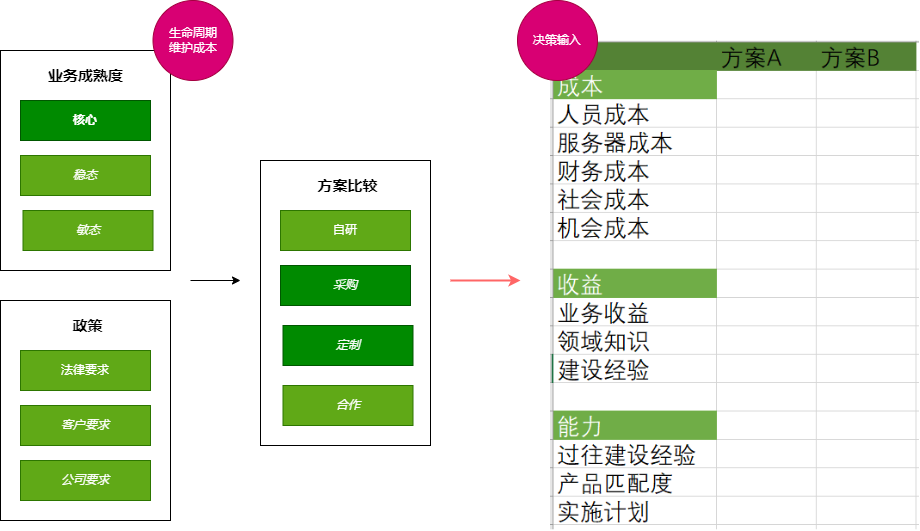 生命周期
维护成本
业务成熟度
核心
稳态
敏态
政策
法律要求
客户要求
公司要求
方案比较
自研
采购
定制
合作
决策输入
方案A 方案B
成本
人员成本
服务器成本
财务成本
社会成本
机会成本
收益
业务收益
领域知识
建设经验
能力
过往建设经验
产品匹配度
实施计划